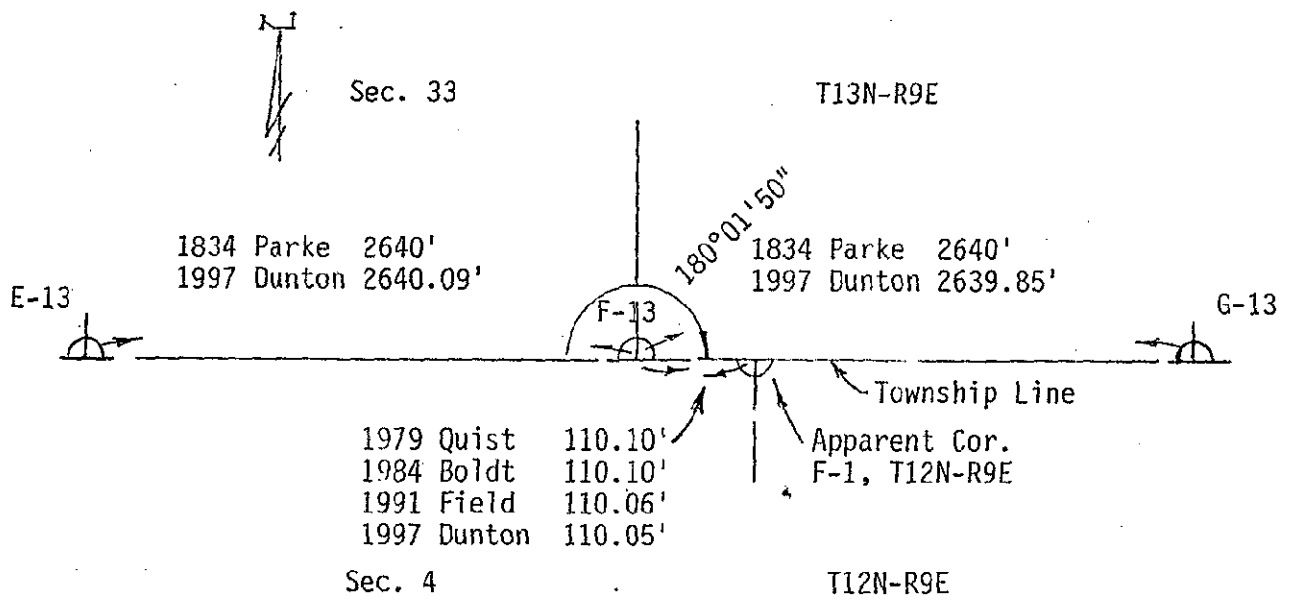 N
Sec. 33
T13N-R9E
180°01'50"
1834 Parke 2640'
1997 Dunton 2640.09'
1834 Parke 2640'
1997 Dunton 2639.85'
E-13
F-13
G-13
Township Line
1979 Quist 110.10'
1984 Boldt 110.10'
1991 Field 110.06'
1997 Dunton 110.05'
Apparent Cor.
F-1, T12N-R9E
Sec. 4
T12N-R9E